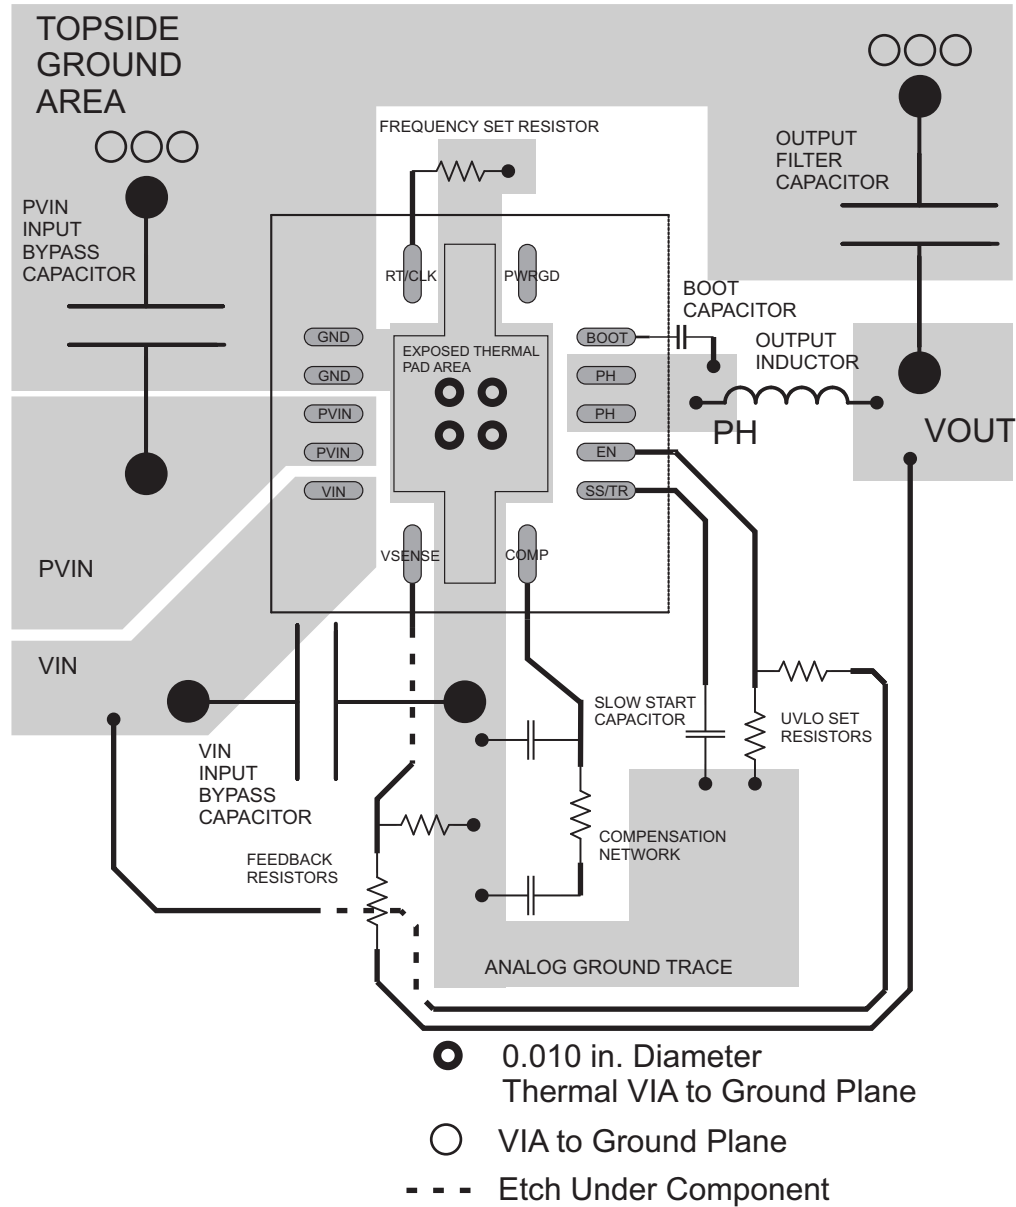 TOPSIDE
GROUND
AREA
FREQUENCY SET RESISTOR
OUTPUT
FILTER
CAPACITOR
PVIN
INPUT
BYPASS
CAPACITOR
RT/CLK
PWRGD
BOOT
CAPACITOR
GND
BOOT
OUTPUT
INDUCTOR
EXPOSED THERMAL
PAD AREA
GND
PH
PVIN
PH
PH
VOUT
PVIN
EN
VIN
SS/TR
VSENSE
COMP
PVIN
VIN
SLOW START
CAPACITOR
UVLO SET
RESISTORS
VIN
INPUT
BYPASS
CAPACITOR
COMPENSATION
NETWORK
FEEDBACK
RESISTORS
ANALOG GROUND TRACE
0.010 in. Diameter
Thermal VIA to Ground Plane
VIA to Ground Plane
Etch Under Component